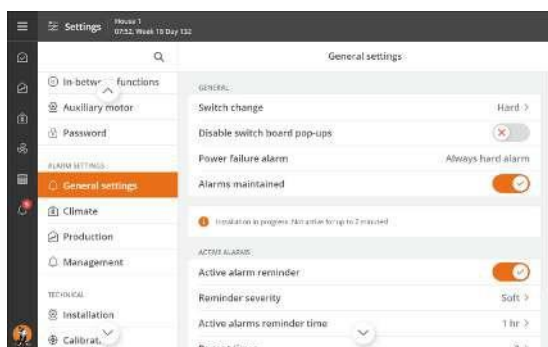 Settings
House 1
07:52, Week 18 Day 132
In-betw functions
Auxiliary motor
Password
ALARM SETTINGS
General settings
Climate
Production
Management
TECHNICAL
Installation
Calibrat
General settings
GENERAL
Switch change Hard >
Disable switch board pop-ups
Power failure alarm Always hard alarm
Alarms maintained
Installation in progress. Not active for up to 2 minutes
ACTIVE ALARMS
Active alarm reminder
Reminder severity Soft >
Active alarms reminder time 1 hr >